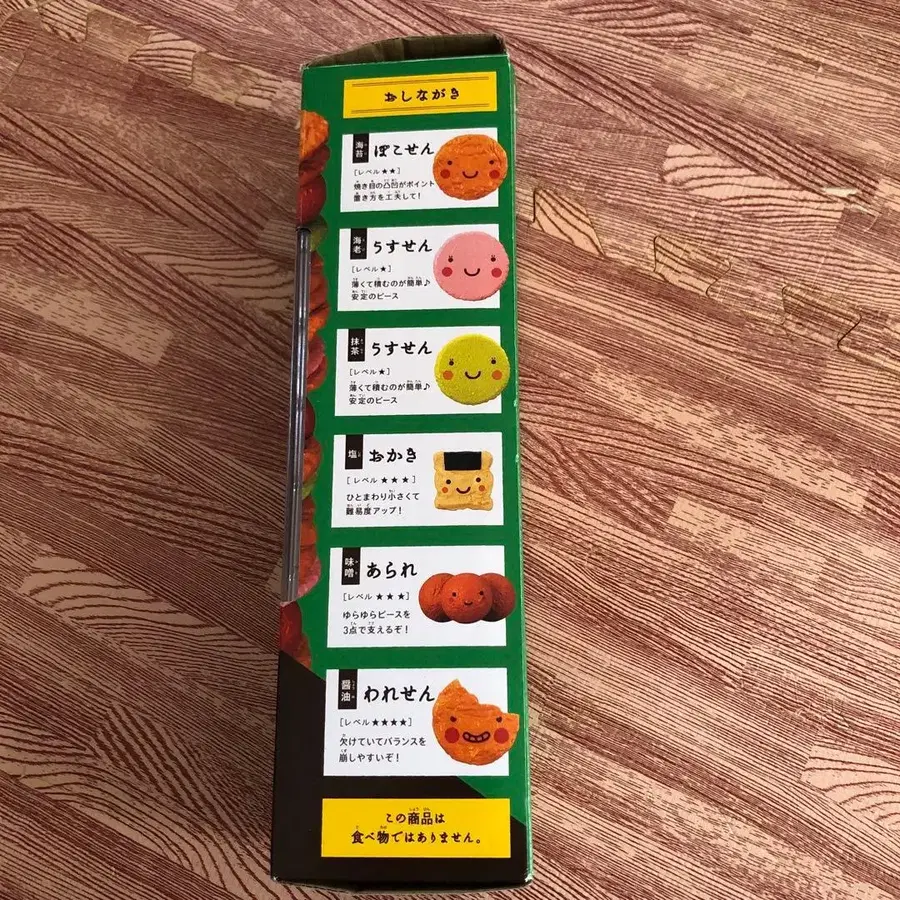 おしながき
海苔 ぽこせん
[レベル★★]
焼き目の凸凹がポイント
置き方を工夫して!
海老 うすせん
[レベル★]
薄くて積むのが簡単♪
安定のピース
抹茶 うすせん
[レベル★]
薄くて積むのが簡単♪
安定のピース
塩 おかき
[レベル★★★]
ひとまわり小さくて
難易度アップ!
味噌 あられ
[レベル★★★]
ゆらゆらピースを
3点で支えるぞ!
醤油 われせん
[レベル★★★★]
欠けていてバランスを
崩しやすいぞ!
この商品は
食べ物ではありません。